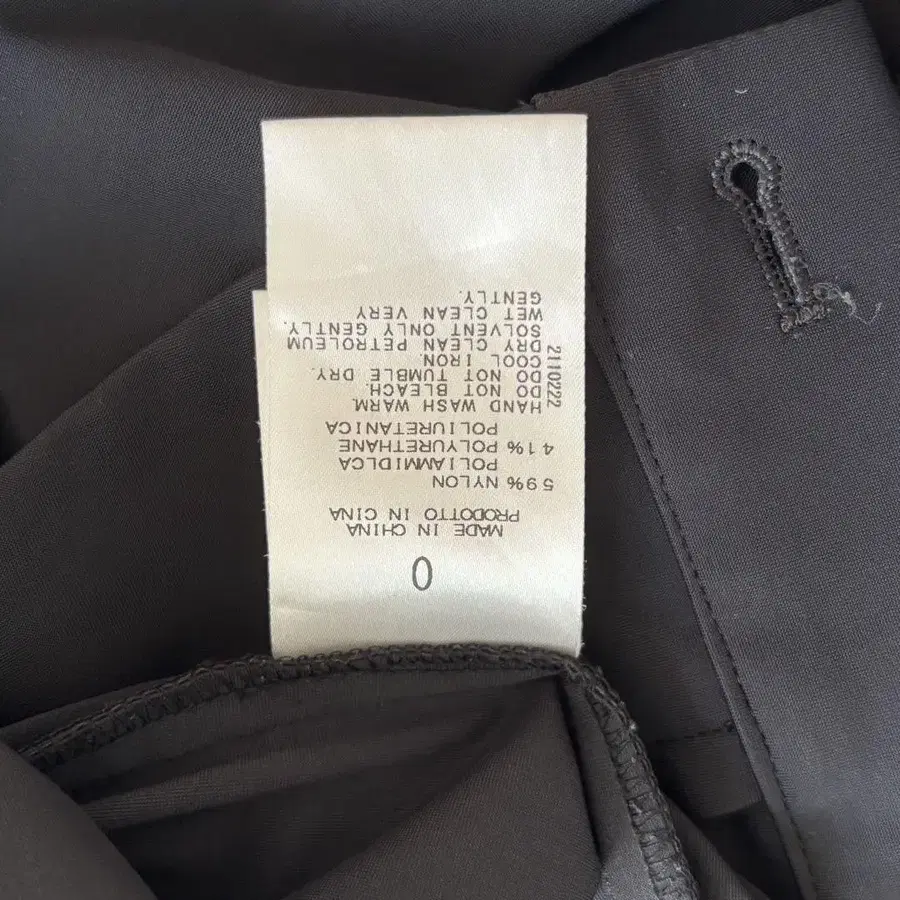 0
MADE IN CHINA
PRODOTTO IN CINA
59% NYLON
POLIAMMIDLCA
41% POLYURETHANE
POLIURETANICA
HAND WASH WARM.
DO NOT BLEACH.
DO NOT TUMBLE DRY.
COOL IRON.
DRY CLEAN PETROLEUM
SOLVENT ONLY GENTLY.
WET CLEAN VERY
GENTLY.
2110222